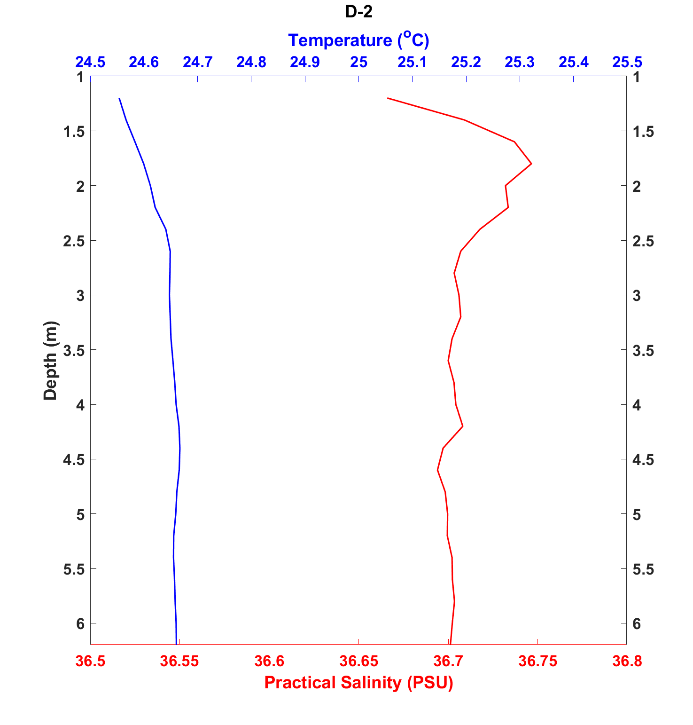 D-2
Temperature (°C)
24.5 24.6 24.7 24.8 24.9 25 25.1 25.2 25.3 25.4 25.5
1 1
1.5 1.5
2 2
2.5 2.5
3 3
Depth (m)
3.5 3.5
4 4
4.5 4.5
5 5
5.5 5.5
6 6
36.5 36.55 36.6 36.65 36.7 36.75 36.8
Practical Salinity (PSU)